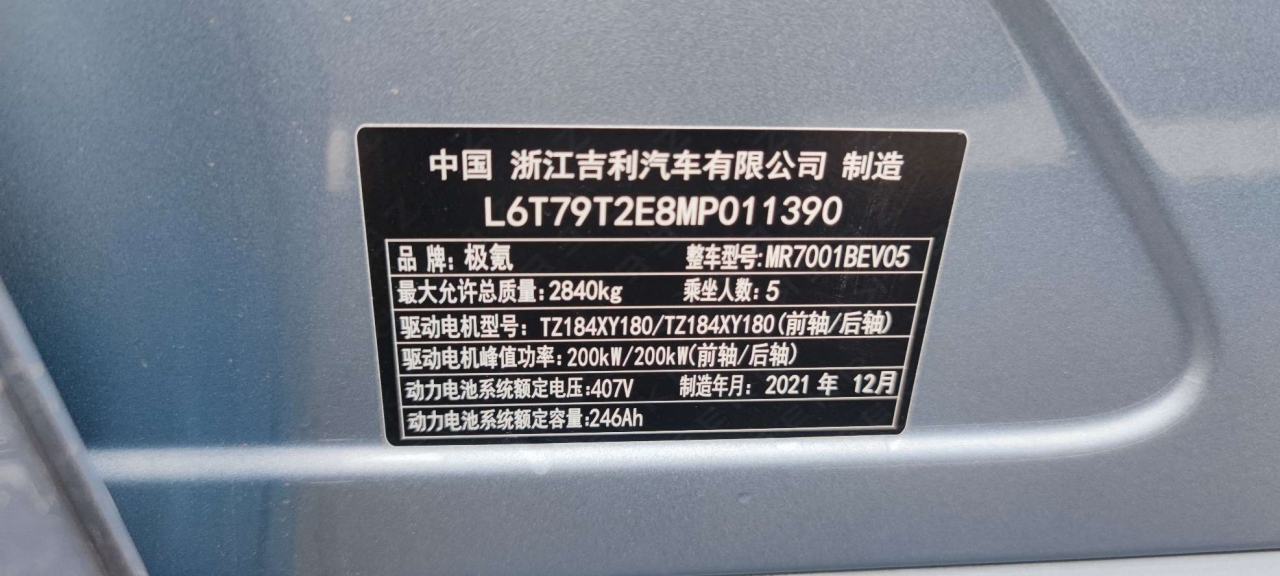 中国 浙江吉利汽车有限公司 制造
L6T79T2E8MP011390
品 牌: 极氪 整车型号:MR7001BEV05
最大允许总质量:2840kg 乘坐人数: 5
驱动电机型号: TZ184XY180/TZ184XY180(前轴/后轴)
驱动电机峰值功率:200kW/200kW(前轴/后轴)
动力电池系统额定电压:407V 制造年月: 2021 年 12月
动力电池系统额定容量:246Ah